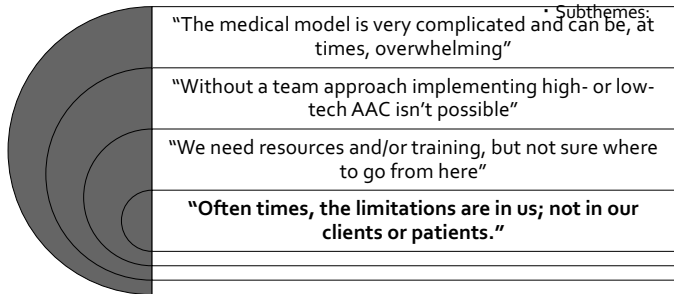 • Subthemes:
“The medical model is very complicated and can be, at
times, overwhelming”
“Without a team approach implementing high- or low-
tech AAC isn’t possible”
“We need resources and/or training, but not sure where
to go from here”
“Often times, the limitations are in us; not in our
clients or patients.”